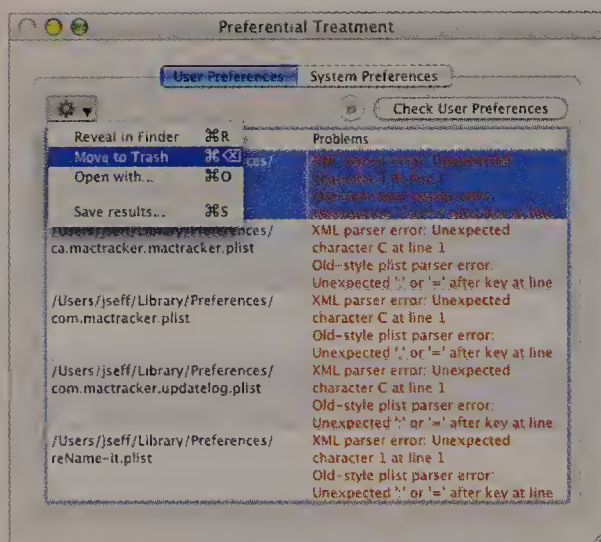 Preferential Treatment
User Preferences System Preferences
Check User Preferences
Reveal in Finder ⌘R
Move to Trash ⌘⌫
Open with... ⌘O
Save results... ⌘S
Problems
/Users/jseff/Library/Preferences/
ca.mactracker.mactracker.plist
XML parser error: Unexpected
character C at line 1
Old-style plist parser error:
Unexpected ':' or '=' after key at line
/Users/jseff/Library/Preferences/
com.mactracker.plist
XML parser error: Unexpected
character C at line 1
Old-style plist parser error:
Unexpected ';' or '=' after key at line
/Users/jseff/Library/Preferences/
com.mactracker.updatelog.plist
XML parser error: Unexpected
character C at line 1
Old-style plist parser error:
Unexpected ':' or '=' after key at line
/Users/jseff/Library/Preferences/
reName-it.plist
XML parser error: Unexpected
character 1 at line 1
Old-style plist parser error:
Unexpected ':' or '=' after key at line